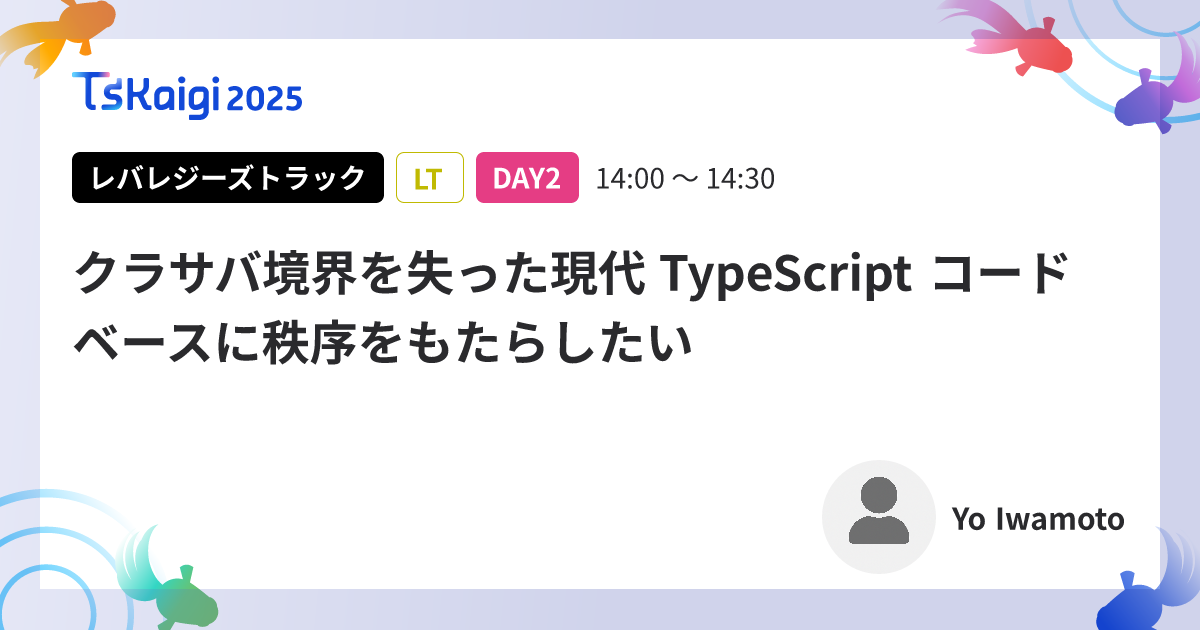 TsKaigi 2025
レバレジーズトラック LT DAY2 14:00 〜 14:30
クラサバ境界を失った現代 TypeScript コード
ベースに秩序をもたらしたい
Yo Iwamoto